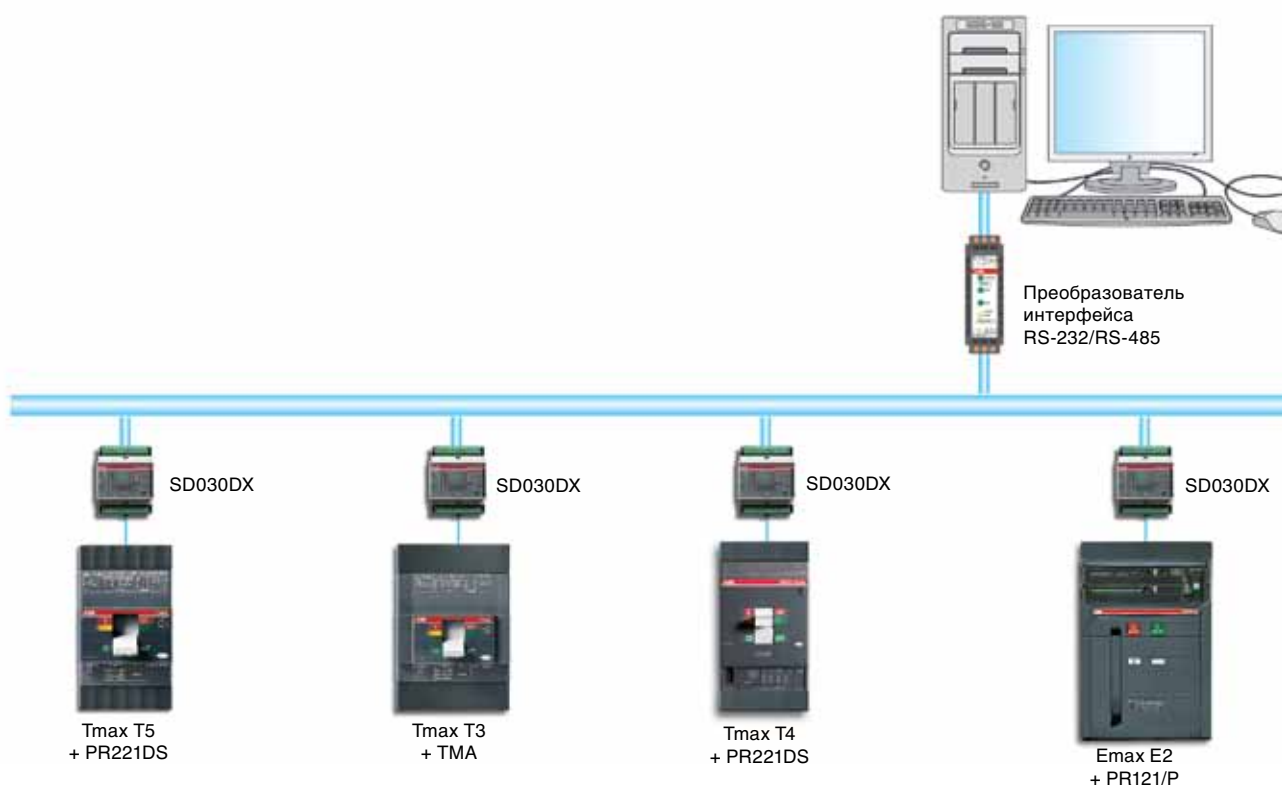 Преобразователь
интерфейса
RS-232/RS-485
SD030DX
SD030DX
SD030DX
SD030DX
Tmax T5
+ PR221DS
Tmax T3
+ TMA
Tmax T4
+ PR221DS
Emax E2
+ PR121/P